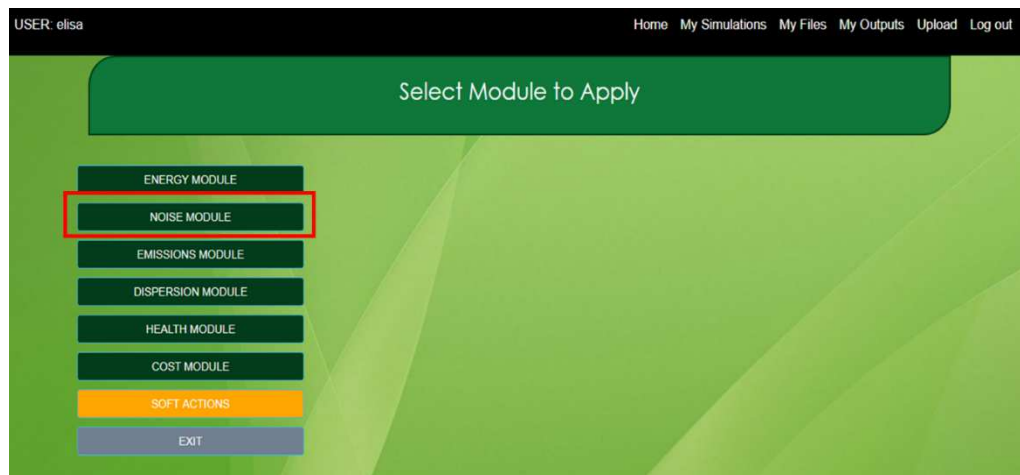 USER: elisa Home My Simulations My Files My Outputs Upload Log out
Select Module to Apply
ENERGY MODULE
NOISE MODULE
EMISSIONS MODULE
DISPERSION MODULE
HEALTH MODULE
COST MODULE
SOFT ACTIONS
EXIT